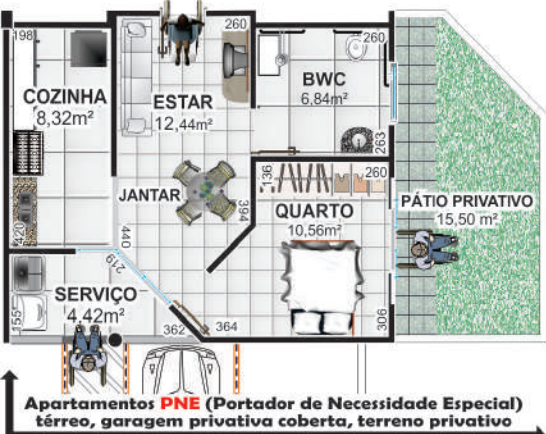 198
260
260
COZINHA
8,32m²
ESTAR
12,44m²
BWC
6,84m²
263
JANTAR
136
260
QUARTO
10,56m²
PÁTIO PRIVATIVO
15,50 m²
420
440
394
219
SERVIÇO
4,42m²
155
362
364
306
Apartamentos PNE (Portador de Necessidade Especial)
térreo, garagem privativa coberta, terreno privativo